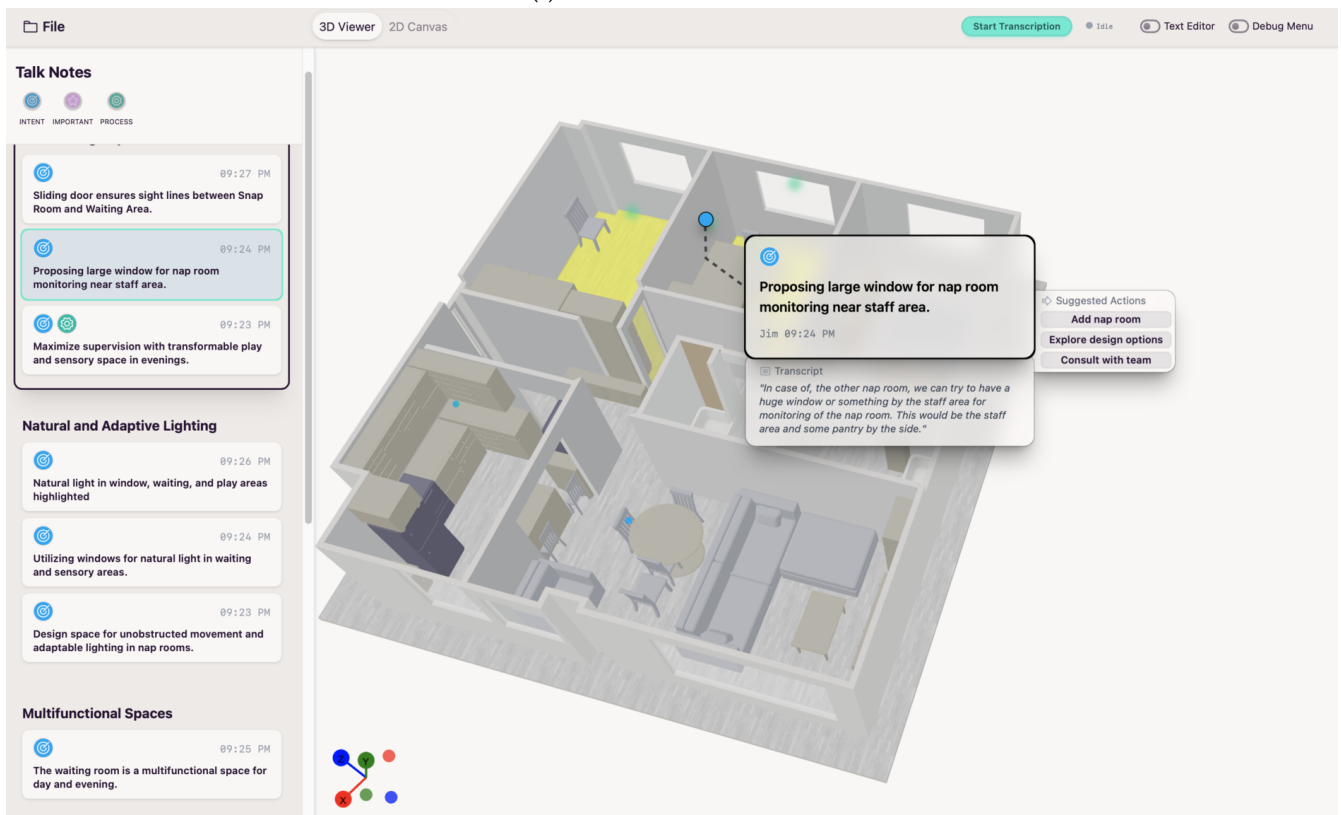 File
3D Viewer
2D Canvas
Start Transcription
Idle
Text Editor
Debug Menu
Talk Notes
INTENT
IMPORTANT
PROCESS
09:27 PM
Sliding door ensures sight lines between Snap
Room and Waiting Area.
09:24 PM
Proposing large window for nap room
monitoring near staff area.
09:23 PM
Maximize supervision with transformable play
and sensory space in evenings.
Natural and Adaptive Lighting
09:26 PM
Natural light in window, waiting, and play areas
highlighted
09:24 PM
Utilizing windows for natural light in waiting
and sensory areas.
09:23 PM
Design space for unobstructed movement and
adaptable lighting in nap rooms.
Multifunctional Spaces
09:25 PM
The waiting room is a multifunctional space for
day and evening.
Proposing large window for nap room
monitoring near staff area.
Jim 09:24 PM
Transcript
"In case of, the other nap room, we can try to have a
huge window or something by the staff area for
monitoring of the nap room. This would be the staff
area and some pantry by the side."
Suggested Actions
Add nap room
Explore design options
Consult with team
Z
Y
X